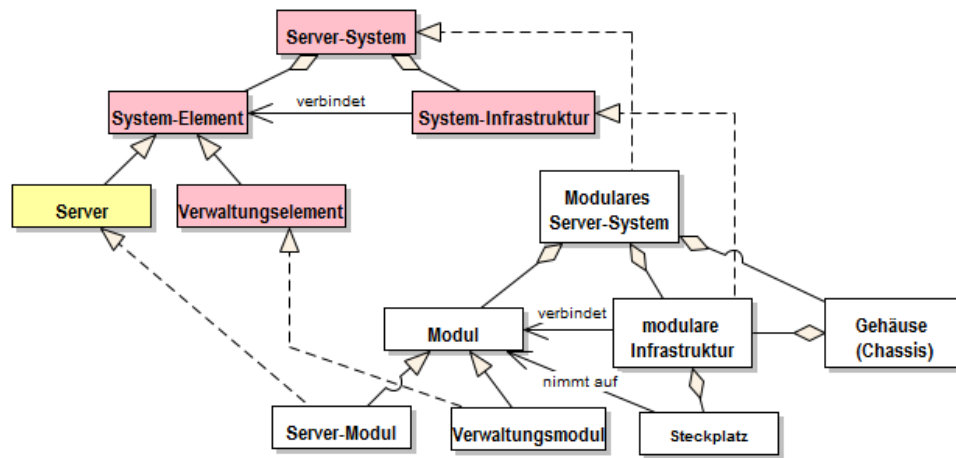 Server-System
verbindet
System-Element
System-Infrastruktur
Server
Verwaltungselement
Modulares
Server-System
Modul
verbindet
modulare
Infrastruktur
Gehäuse
(Chassis)
nimmt auf
Server-Modul
Verwaltungsmodul
Steckplatz